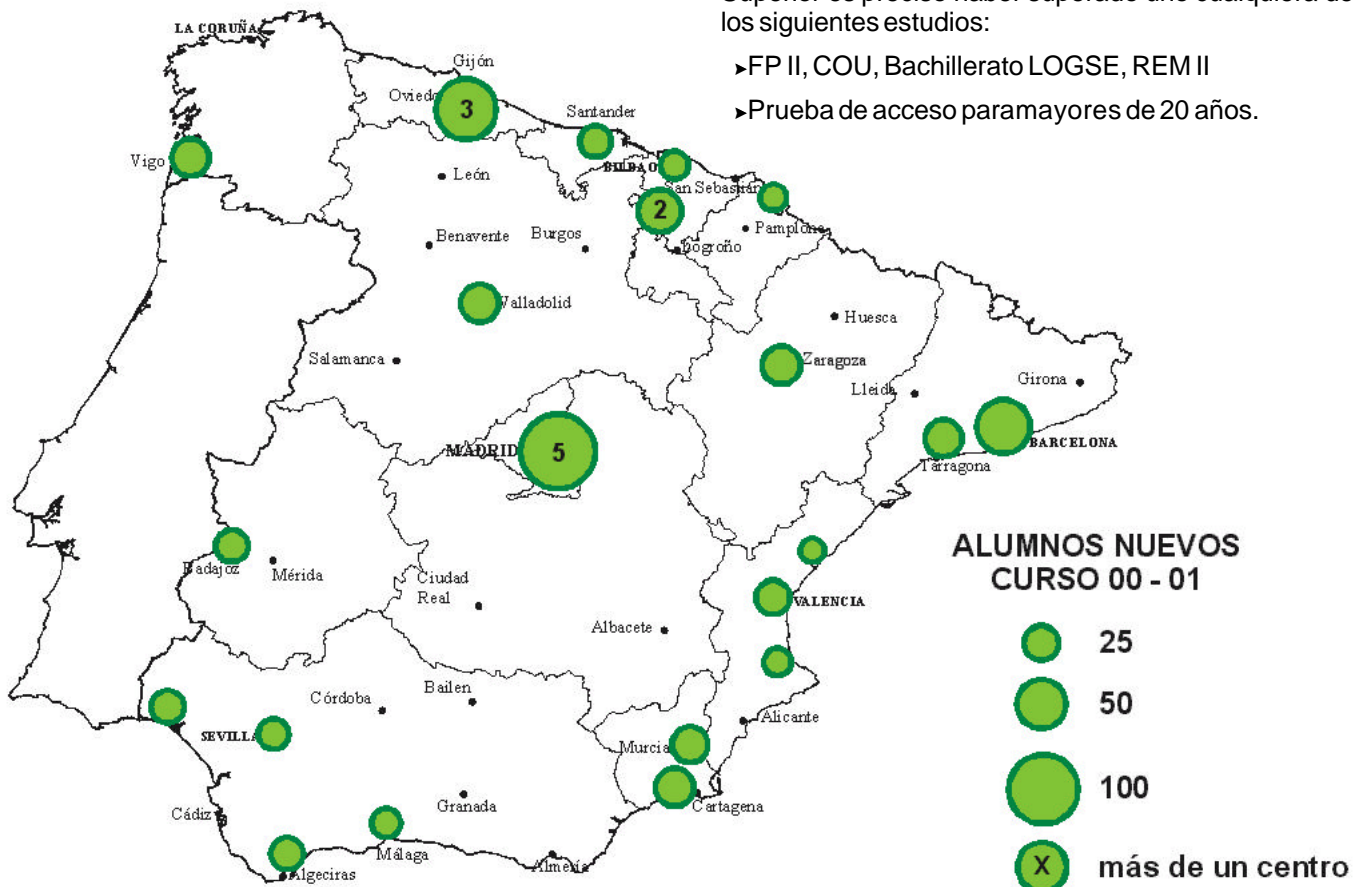 los siguientes estudios:
➤FP II, COU, Bachillerato LOGSE, REM II
➤Prueba de acceso paramayores de 20 años.
LA CORUÑA
Gijón
Oviedo
3
Santander
Vigo
León
BILBAO
San Sebastián
2
Benavente
Burgos
Pamplona
Logroño
Valladolid
Huesca
Salamanca
Zaragoza
Lleida
Girona
MADRID
5
BARCELONA
Tarragona
Badajoz
Mérida
Ciudad
Real
VALENCIA
Albacete
Córdoba
Bailen
Alicante
SEVILLA
Murcia
Granada
Cartagena
Cádiz
Málaga
Almería
Algeciras
ALUMNOS NUEVOS
CURSO 00 - 01
25
50
100
X más de un centro